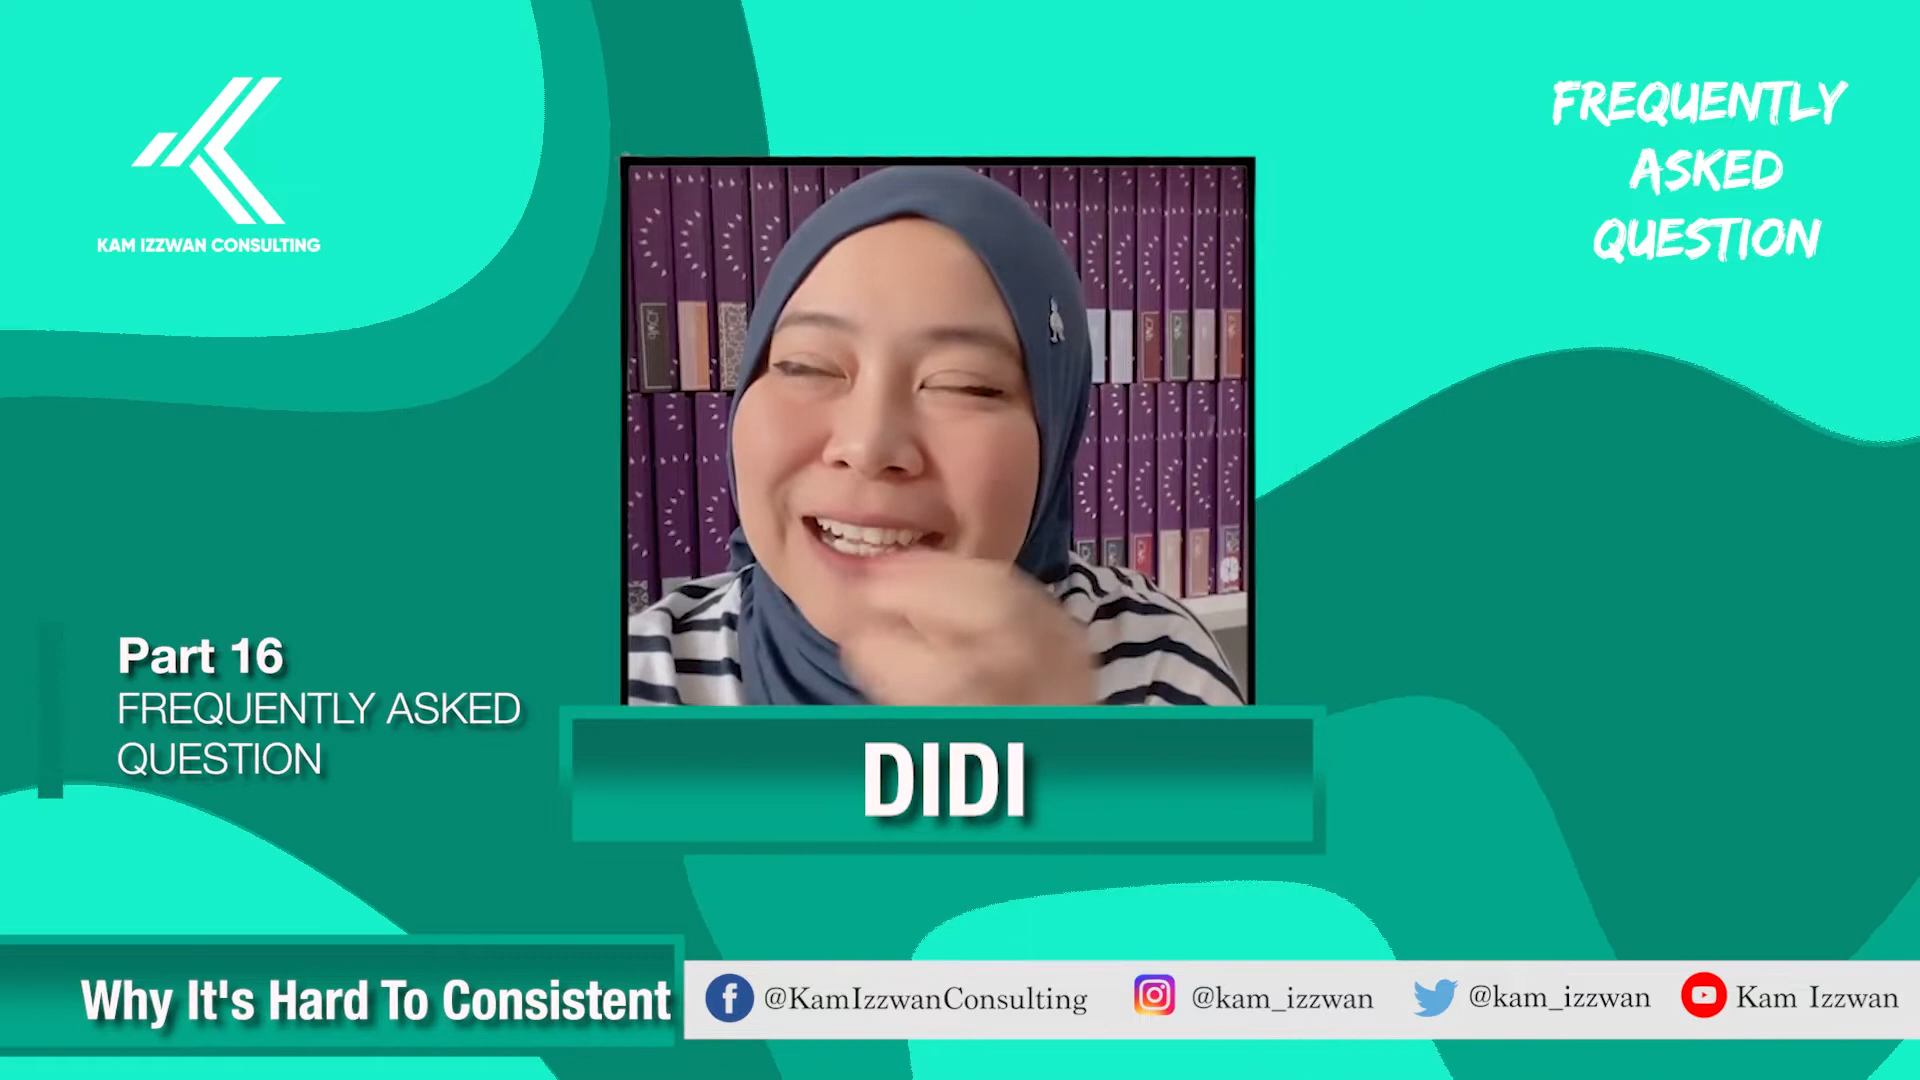 KAM IZZWAN CONSULTING
FREQUENTLY
ASKED
QUESTION
Part 16
FREQUENTLY ASKED
QUESTION
DIDI
Why It's Hard To Consistent
@KamIzzwanConsulting
@kam_izzwan
@kam_izzwan
Kam Izzwan